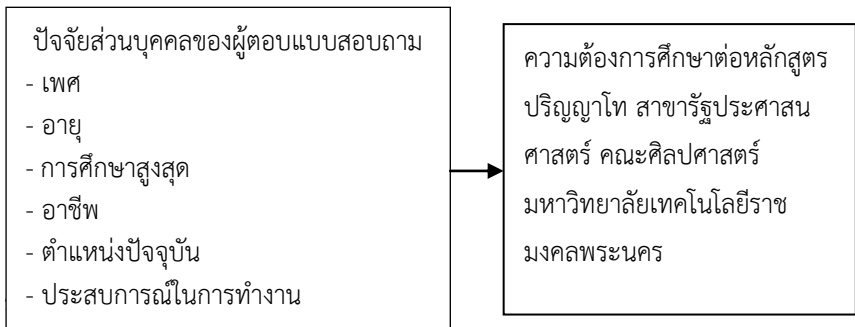 ปัจจัยส่วนบุคคลของผู้ตอบแบบสอบถาม
- เพศ
- อายุ
- การศึกษาสูงสุด
- อาชีพ
- ตำแหน่งปัจจุบัน
- ประสบการณ์ในการทำงาน
ความต้องการศึกษาต่อหลักสูตร
ปริญญาโท สาขารัฐประศาสน
ศาสตร์ คณะศิลปศาสตร์
มหาวิทยาลัยเทคโนโลยีราช
มงคลพระนคร